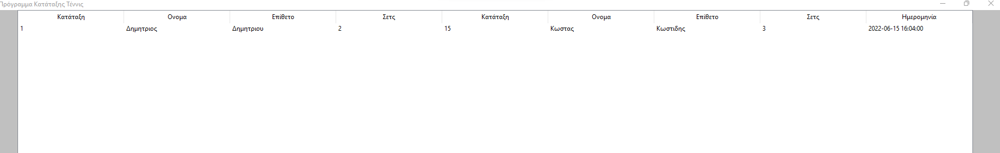 Πρόγραμμα Κατάταξης Τέννις
Κατάταξη Ονομα Επίθετο Σετς Κατάταξη Ονομα Επίθετο Σετς Ημερομηνία
1 Δημητριος Δημητριου 2 15 Κωστας Κωστιδης 3 2022-06-15 16:04:00